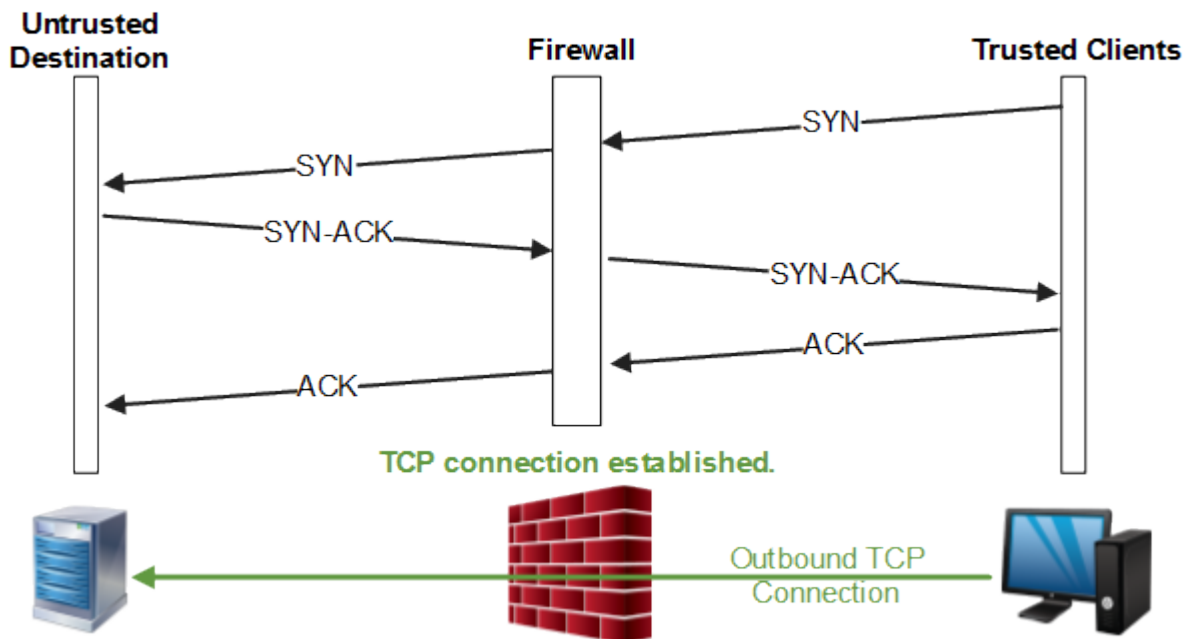 Untrusted
Destination
Firewall
Trusted Clients
SYN
SYN
SYN-ACK
SYN-ACK
ACK
ACK
TCP connection established.
Outbound TCP
Connection